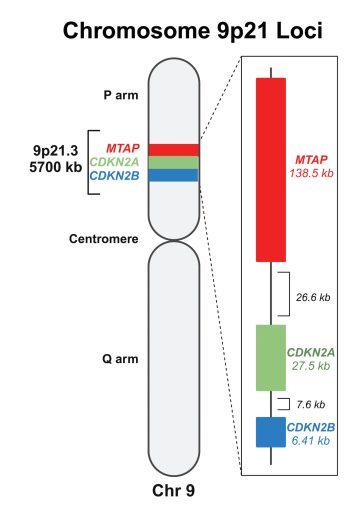 Chromosome 9p21 Loci
P arm
9p21.3
5700 kb
MTAP
CDKN2A
CDKN2B
Centromere
Q arm
Chr 9
MTAP
138.5 kb
26.6 kb
CDKN2A
27.5 kb
7.6 kb
CDKN2B
6.41 kb